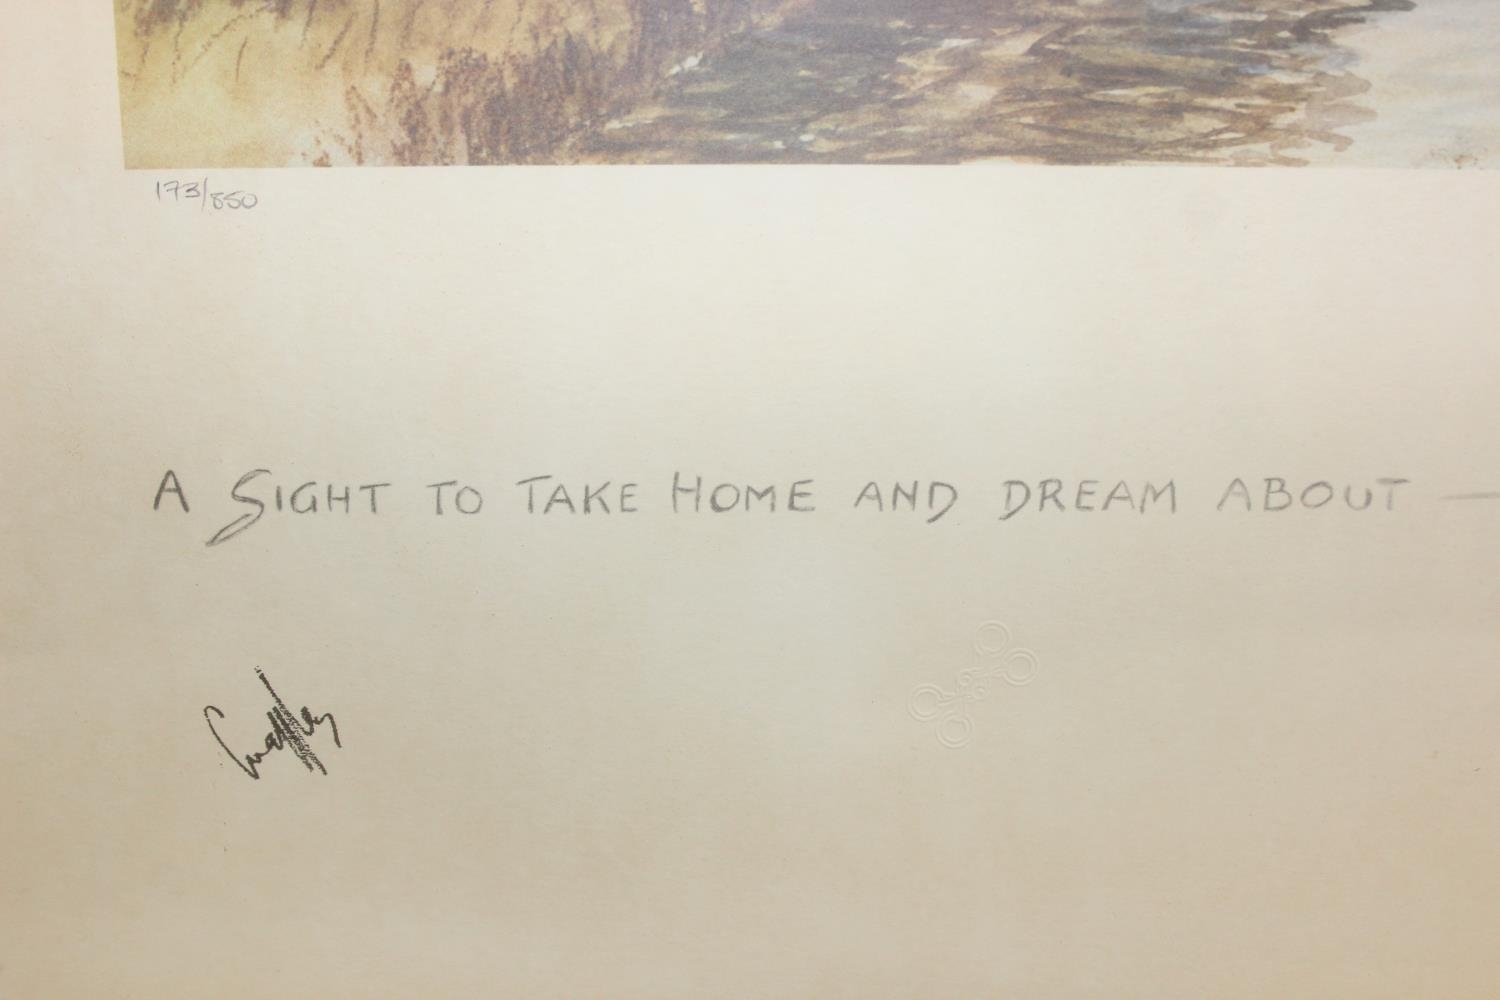 173/850
A SIGHT TO TAKE HOME AND DREAM ABOUT —